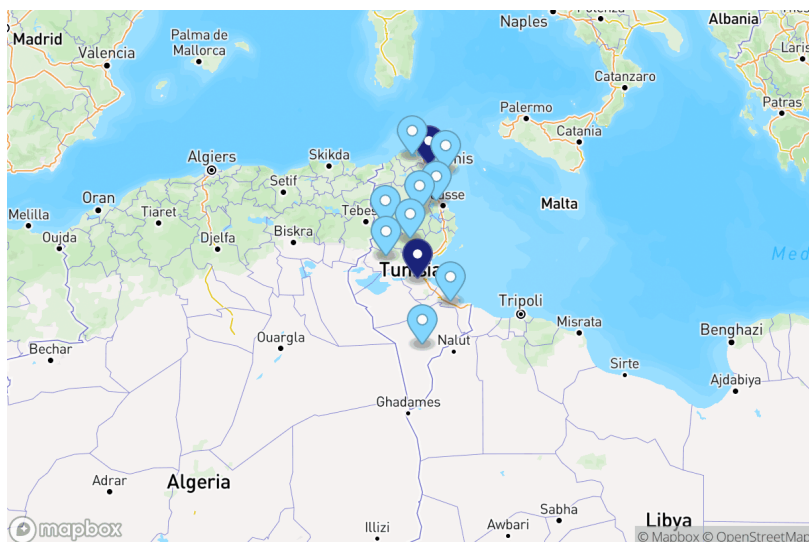 Naples
Potenza
Albania
Madrid
Palma de
Mallorca
Valencia
Catanzaro
Palermo
Patras
Catania
Algiers
Skikda
Setif
Oran
Malta
Melilla
Tiaret
Oujda
Djelfa
Biskra
Tunisia
Tripoli
Misrata
Benghazi
Bechar
Ouargla
Nalut
Sirte
Ajdabiya
Ghadames
Adrar
Algeria
Sabha
Libya
Illizi
Awbari
mapbox
© Mapbox © OpenStreetMap